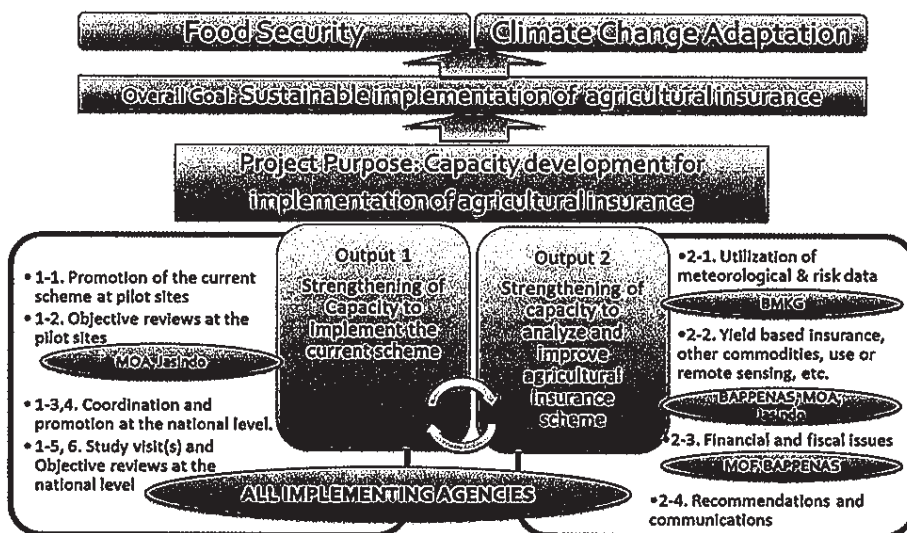 Food Security
Climate Change Adaptation
Overall Goal: Sustainable implementation of agricultural insurance
Project Purpose: Capacity development for
implementation of agricultural insurance
Output 1
Strengthening of
Capacity to
implement the
current scheme
Output 2
Strengthening of
capacity to
analyze and
improve
agricultural
insurance
scheme
• 1-1. Promotion of the current
scheme at pilot sites
• 1-2. Objective reviews at the
pilot sites
MOA, Jasindo
• 1-3,4. Coordination and
promotion at the national level.
• 1-5, 6. Study visit(s) and
Objective reviews at the
national level
ALL IMPLEMENTING AGENCIES
•2-1. Utilization of
meteorological & risk data
BMKG
•2-2. Yield based insurance,
other commodities, use or
remote sensing, etc.
BAPPENAS, MOA,
Jasindo
•2-3. Financial and fiscal issues
MOF, BAPPENAS
•2-4. Recommendations and
communications